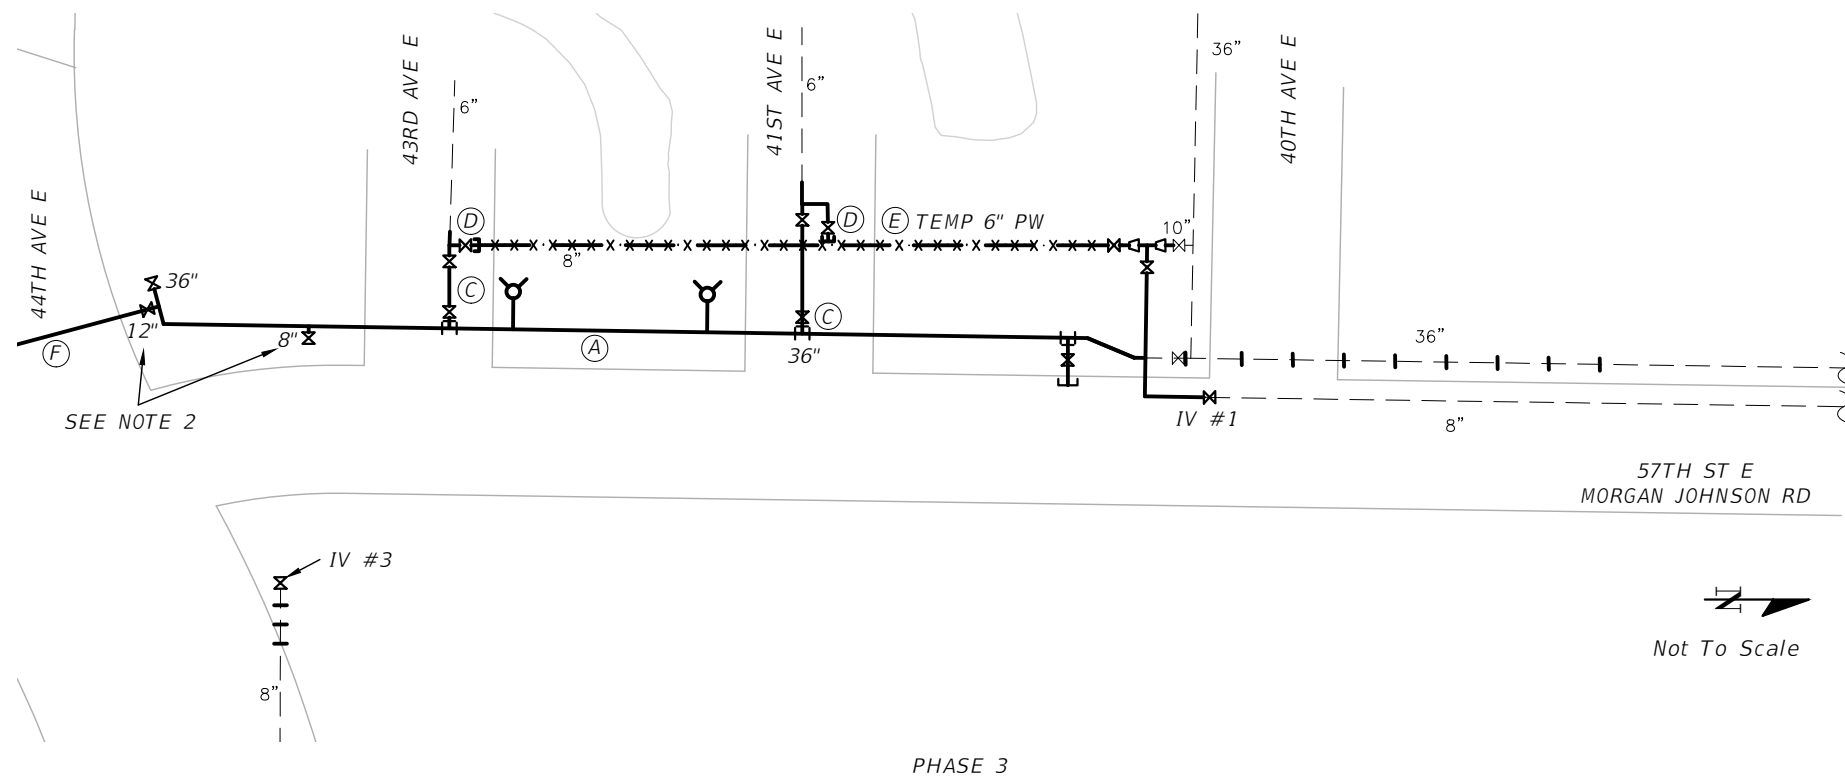 44TH AVE E
43RD AVE E
41ST AVE E
40TH AVE E
6"
6"
36"
D
D
E TEMP 6" PW
10"
8"
36"
C
C
12"
8"
F
A
36"
36"
SEE NOTE 2
IV #1
8"
57TH ST E
MORGAN JOHNSON RD
IV #3
8"
Not To Scale
PHASE 3